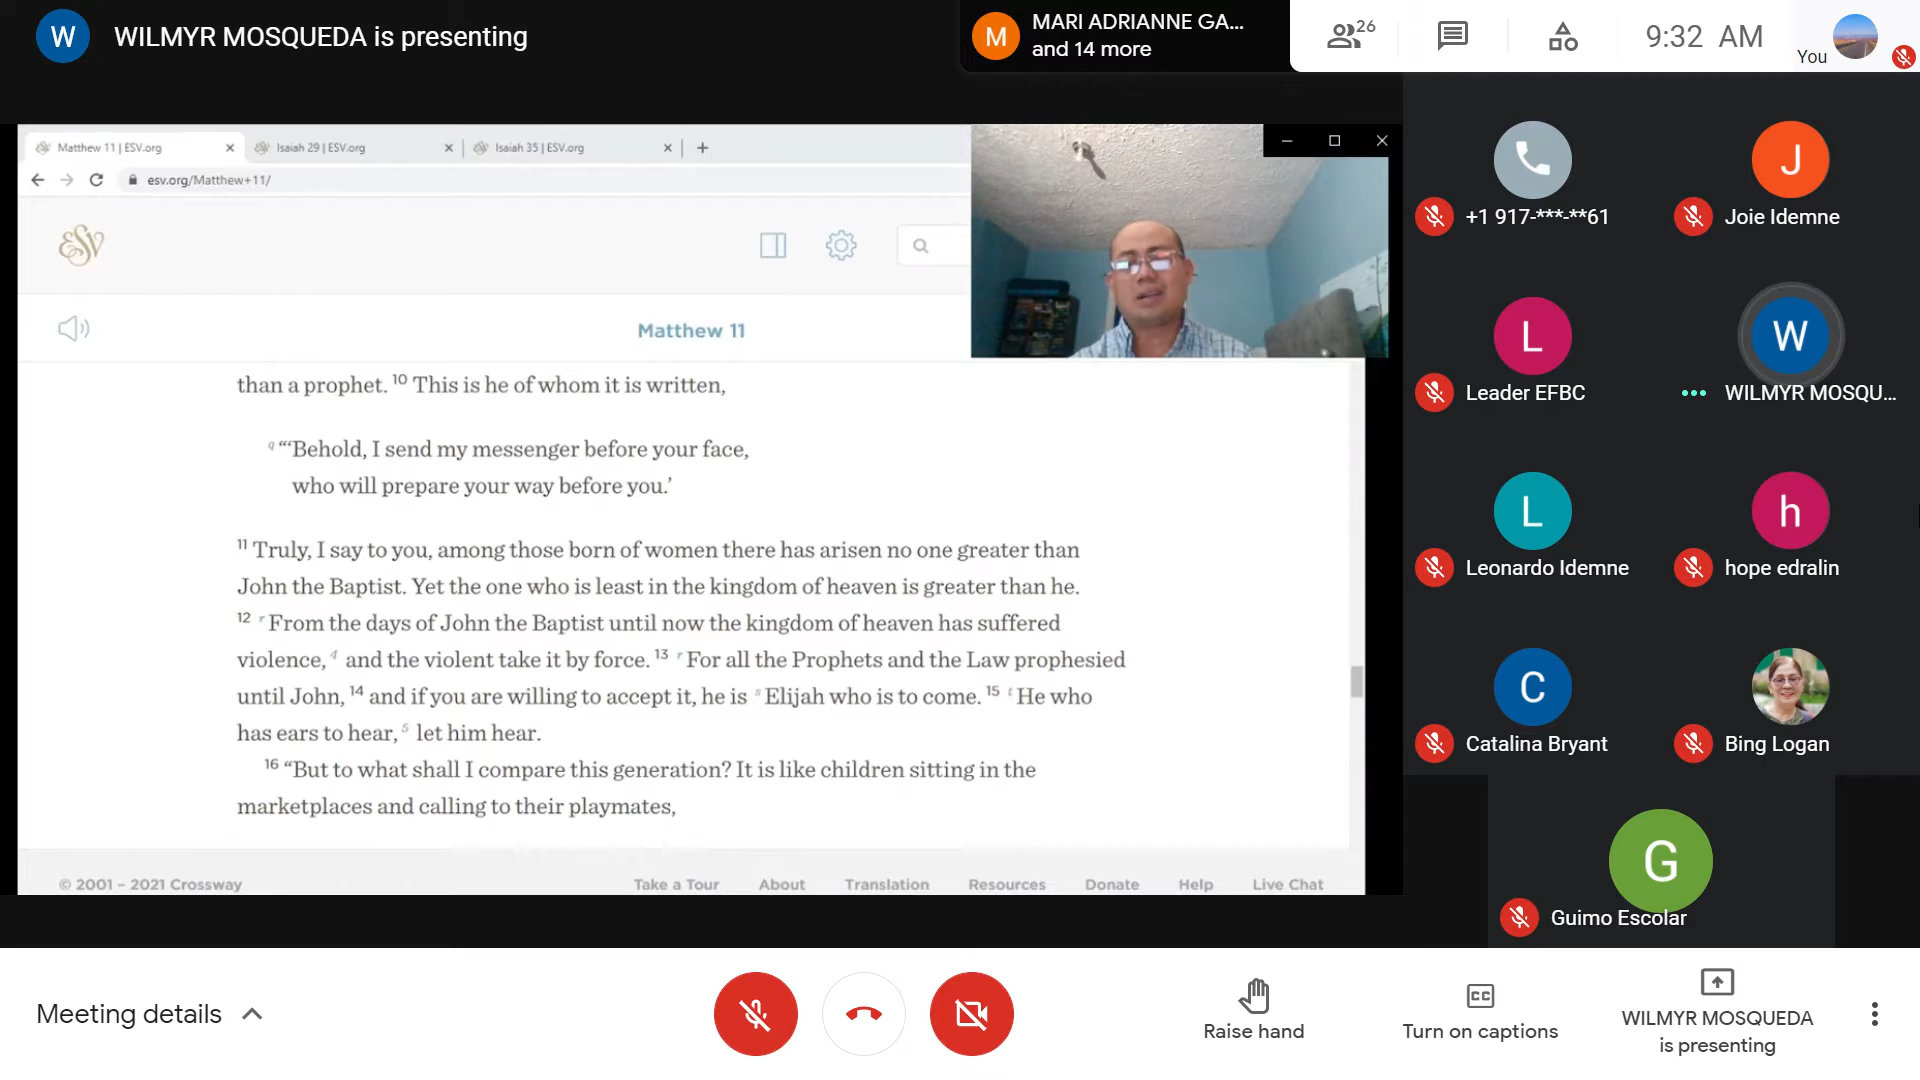 W
WILMYR MOSQUEDA is presenting
M
MARI ADRIANNE GA...
and 14 more
26
9:32 AM
You
Matthew 11 | ESV.org
Isaiah 29 | ESV.org
Isaiah 35 | ESV.org
esv.org/Matthew+11/
ESV
Matthew 11
than a prophet. 10 This is he of whom it is written,
q “‘Behold, I send my messenger before your face,
who will prepare your way before you.’
11 Truly, I say to you, among those born of women there has arisen no one greater than
John the Baptist. Yet the one who is least in the kingdom of heaven is greater than he.
12 r From the days of John the Baptist until now the kingdom of heaven has suffered
violence, 4 and the violent take it by force. 13 r For all the Prophets and the Law prophesied
until John, 14 and if you are willing to accept it, he is s Elijah who is to come. 15 t He who
has ears to hear, 5 let him hear.
16 “But to what shall I compare this generation? It is like children sitting in the
marketplaces and calling to their playmates,
© 2001 – 2021 Crossway
Take a Tour
About
Translation
Resources
Donate
Help
Live Chat
+1 917-***-**61
J
Joie Idemne
L
Leader EFBC
W
WILMYR MOSQU...
L
Leonardo Idemne
h
hope edralin
C
Catalina Bryant
Bing Logan
G
Guimo Escolar
Meeting details
Raise hand
CC
Turn on captions
WILMYR MOSQUEDA
is presenting